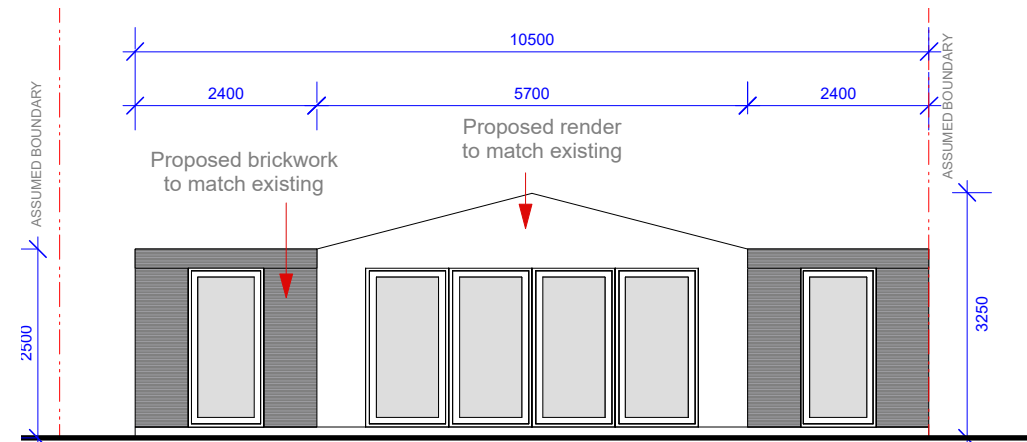 10500
2400
5700
2400
ASSUMED BOUNDARY
ASSUMED BOUNDARY
Proposed render
to match existing
Proposed brickwork
to match existing
2500
3250